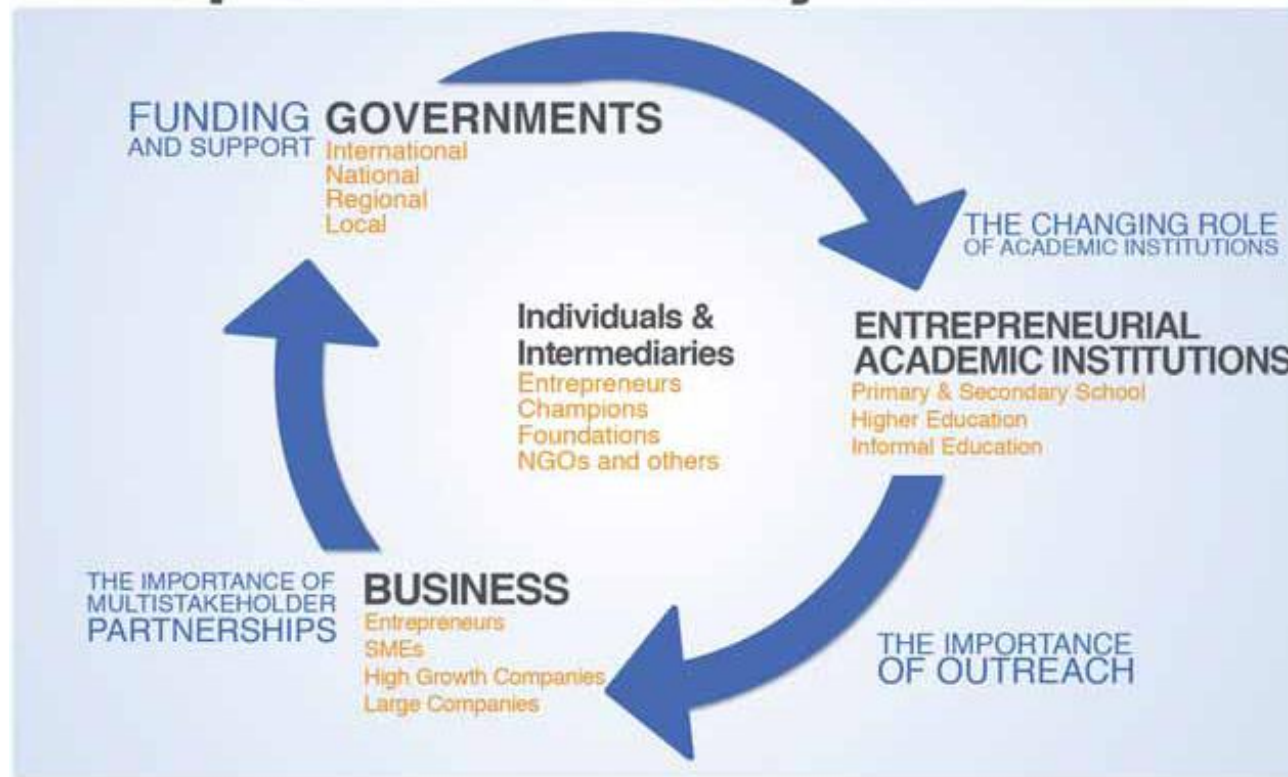 FUNDING
AND SUPPORT
GOVERNMENTS
International
National
Regional
Local
THE CHANGING ROLE
OF ACADEMIC INSTITUTIONS
Individuals &
Intermediaries
Entrepreneurs
Champions
Foundations
NGOs and others
ENTREPRENEURIAL
ACADEMIC INSTITUTIONS
Primary & Secondary School
Higher Education
Informal Education
THE IMPORTANCE OF
MULTISTAKEHOLDER
PARTNERSHIPS
BUSINESS
Entrepreneurs
SMEs
High Growth Companies
Large Companies
THE IMPORTANCE
OF OUTREACH